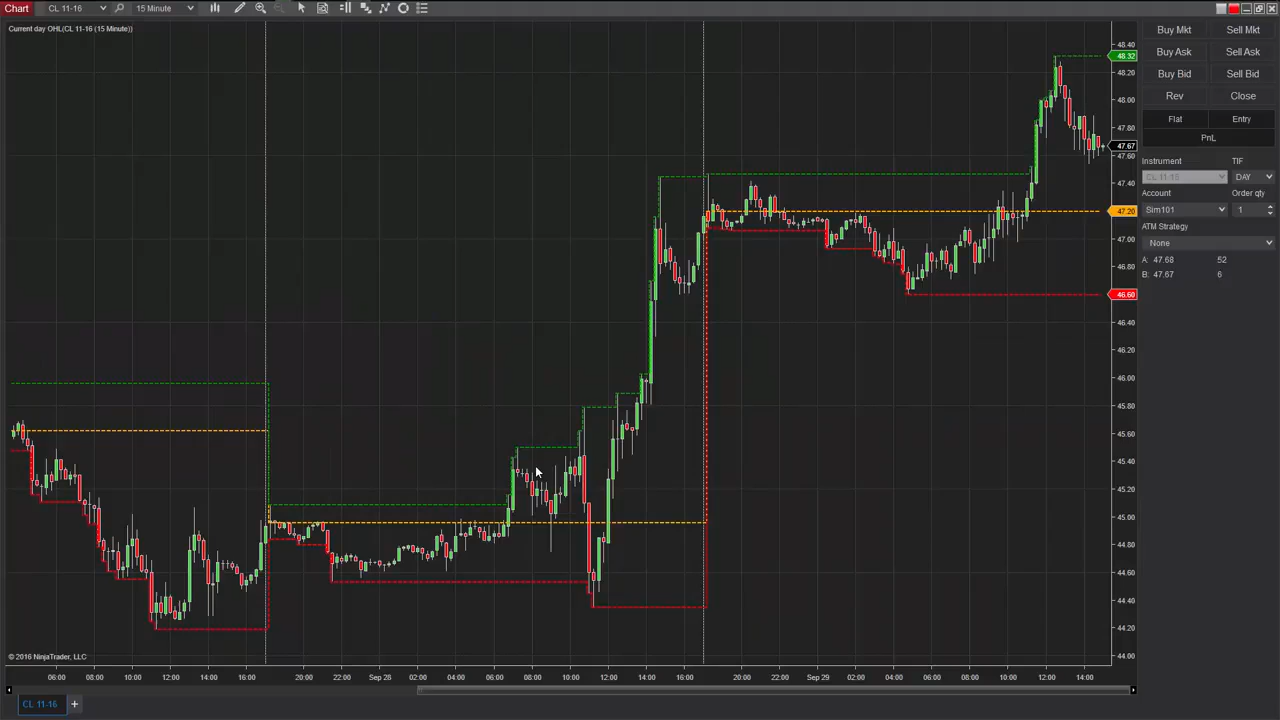 Chart CL 11-16 15 Minute
Current day OHL(CL 11-16 (15 Minute))
48.40
48.32
48.20
48.00
47.80
47.67
47.60
47.40
47.20
47.00
46.80
46.60
46.40
46.20
46.00
45.80
45.60
45.40
45.20
45.00
44.80
44.60
44.40
44.20
44.00
Buy Mkt Sell Mkt
Buy Ask Sell Ask
Buy Bid Sell Bid
Rev Close
Flat Entry
PnL
Instrument TIF
CL 11-16 DAY
Account Order qty
Sim101 1
ATM Strategy
None
A: 47.68 52
B: 47.67 6
© 2016 NinjaTrader, LLC
06:00 08:00 10:00 12:00 14:00 16:00 20:00 22:00 Sep 28 02:00 04:00 06:00 08:00 10:00 12:00 14:00 16:00 20:00 22:00 Sep 29 02:00 04:00 06:00 08:00 10:00 12:00 14:00
CL 11-16 +